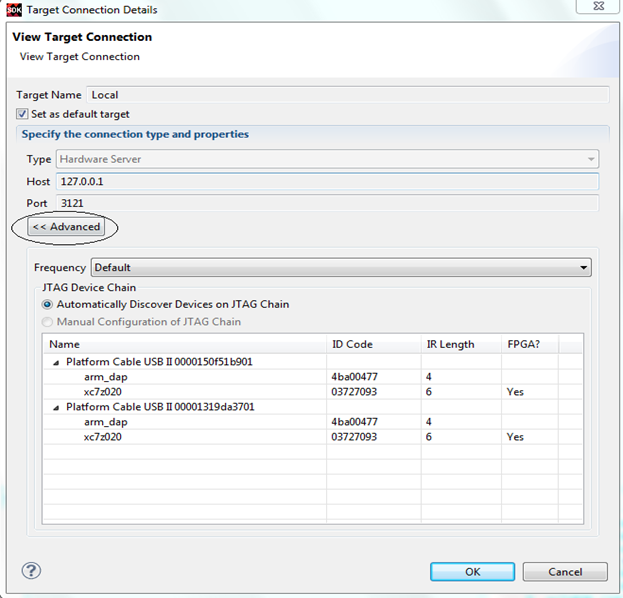 SDK Target Connection Details
View Target Connection
View Target Connection
Target Name Local
Set as default target
Specify the connection type and properties
Type Hardware Server
Host 127.0.0.1
Port 3121
<< Advanced
Frequency Default
JTAG Device Chain
Automatically Discover Devices on JTAG Chain
Manual Configuration of JTAG Chain
Name ID Code IR Length FPGA?
Platform Cable USB II 0000150f51b901
arm_dap 4ba00477 4
xc7z020 03727093 6 Yes
Platform Cable USB II 00001319da3701
arm_dap 4ba00477 4
xc7z020 03727093 6 Yes
? OK Cancel